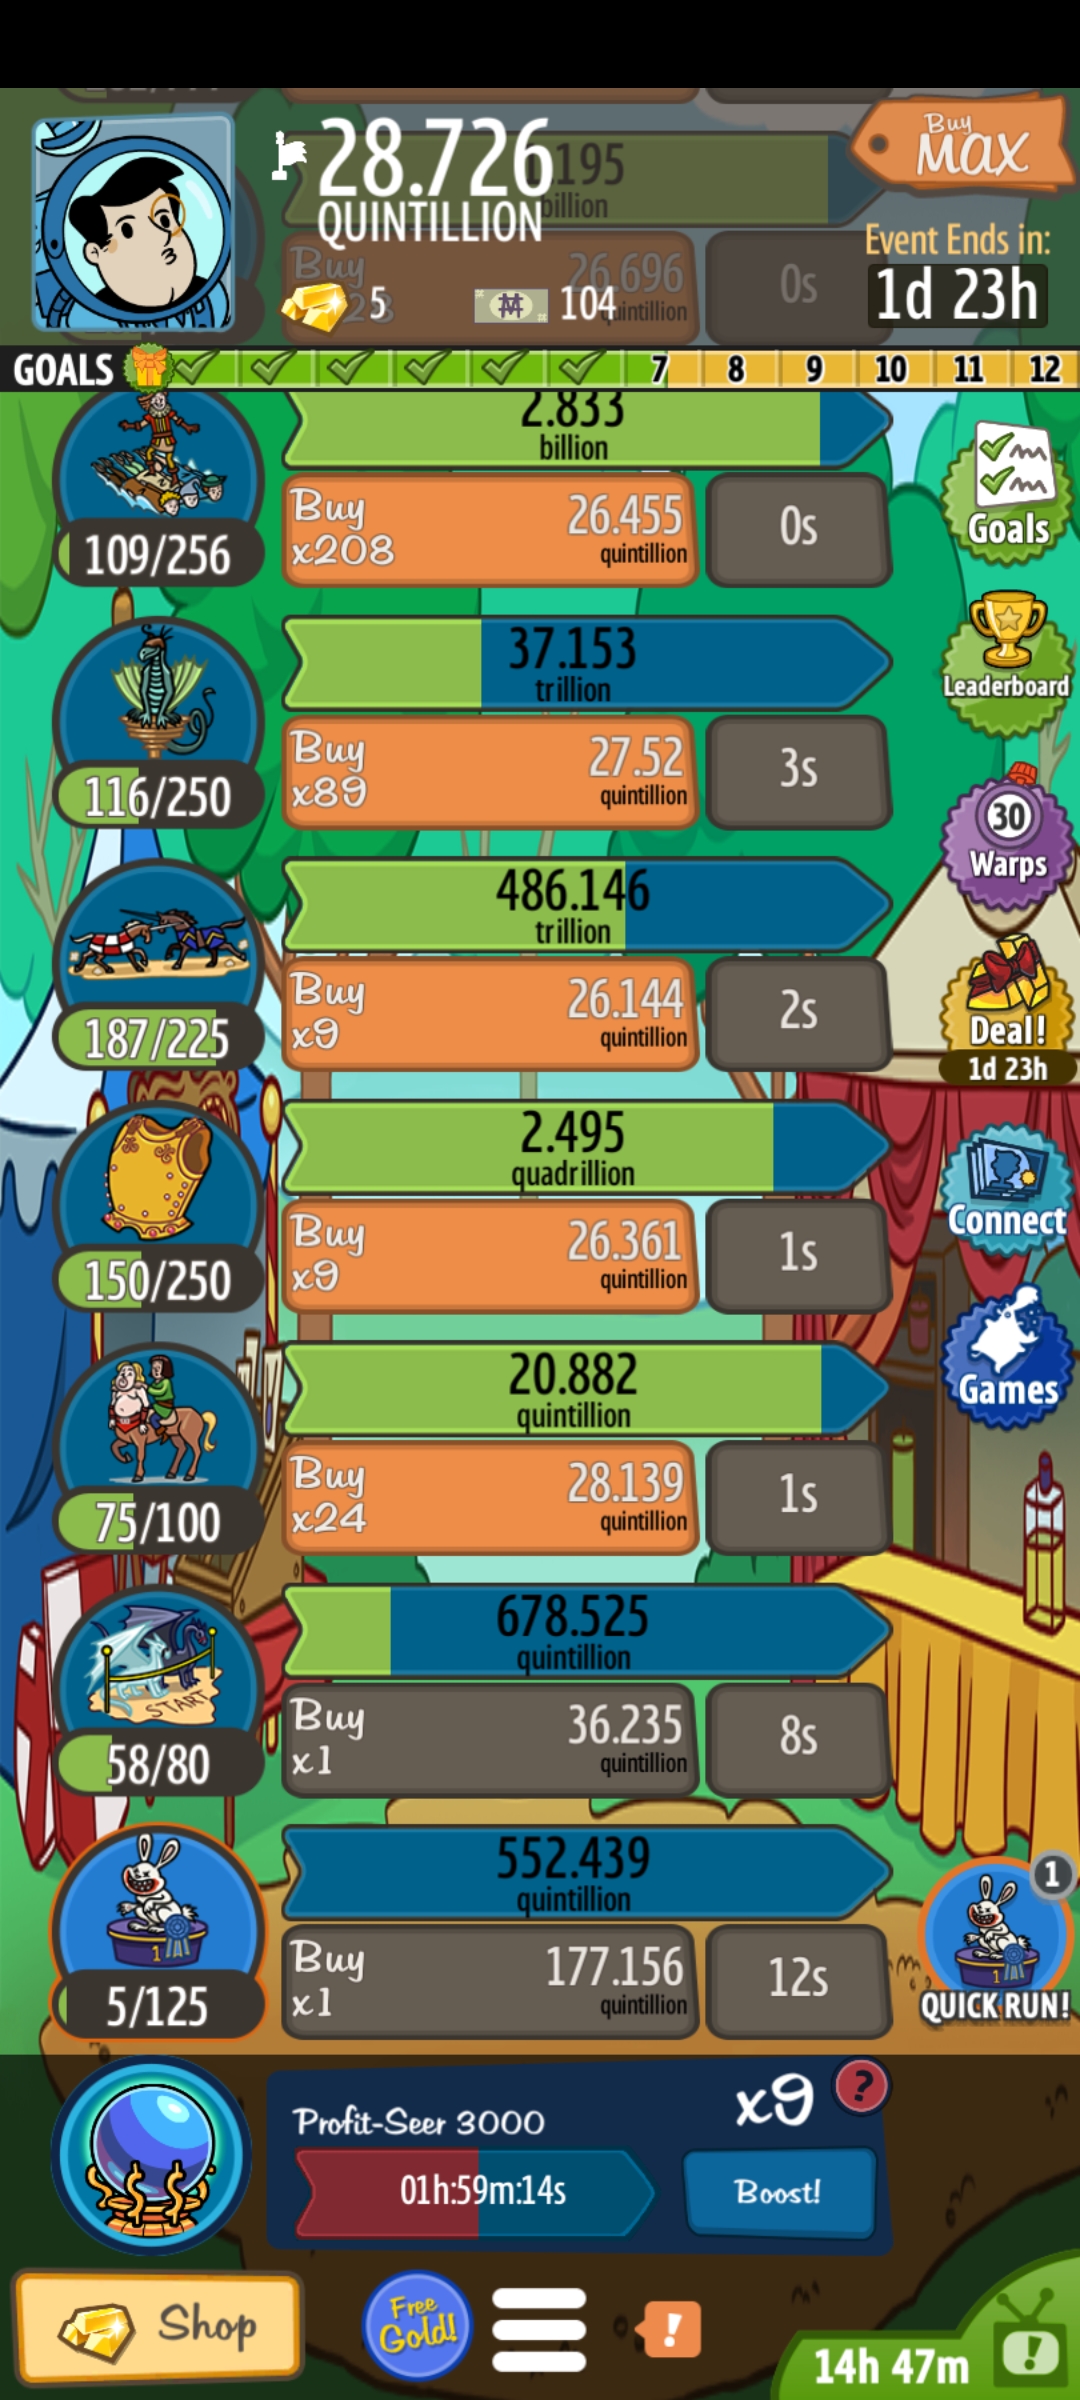 28.726
QUINTILLION
.195
billion
Buy
MAX
Event Ends in:
1d 23h
Buy
26.696
quintillion
0s
5
104
GOALS
7 8 9 10 11 12
2.833
billion
109/256
Buy
x208
26.455
quintillion
0s
Goals
37.153
trillion
116/250
Buy
x89
27.52
quintillion
3s
Leaderboard
30
Warps
486.146
trillion
187/225
Buy
x9
26.144
quintillion
2s
Deal!
1d 23h
2.495
quadrillion
150/250
Buy
x9
26.361
quintillion
1s
Connect
20.882
quintillion
75/100
Buy
x24
28.139
quintillion
1s
Games
START
678.525
quintillion
58/80
Buy
x1
36.235
quintillion
8s
1
552.439
quintillion
5/125
Buy
x1
177.156
quintillion
12s
1
1
QUICK RUN!
Profit-Seer 3000
x9
?
01h:59m:14s
Boost!
Shop
Free
Gold!
!
14h 47m
!